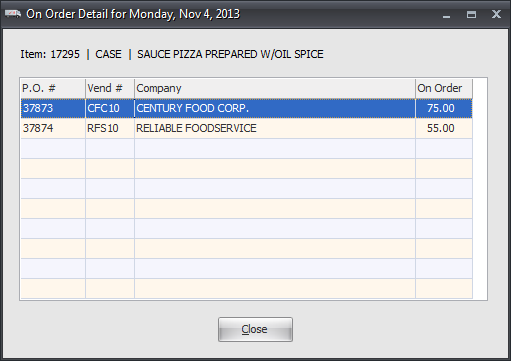 On Order Detail for Monday, Nov 4, 2013
Item: 17295 | CASE | SAUCE PIZZA PREPARED W/OIL SPICE
P.O. # Vend # Company On Order
37873 CFC10 CENTURY FOOD CORP. 75.00
37874 RFS10 RELIABLE FOODSERVICE 55.00
Close